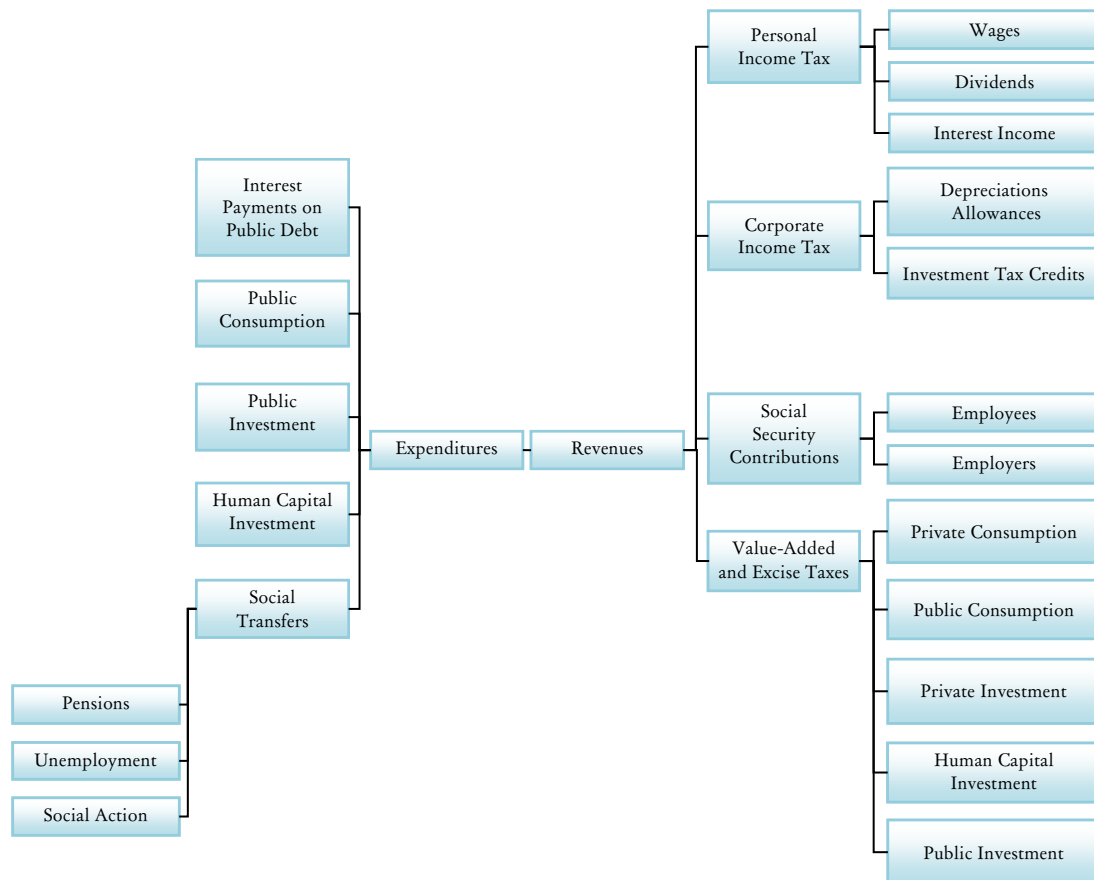 Personal
Income Tax
Wages
Dividends
Interest Income
Interest
Payments on
Public Debt
Depreciations
Allowances
Corporate
Income Tax
Investment Tax Credits
Public
Consumption
Public
Investment
Social
Security
Contributions
Employees
Employers
Expenditures
Revenues
Human Capital
Investment
Value-Added
and Excise Taxes
Private Consumption
Public Consumption
Social
Transfers
Private Investment
Pensions
Unemployment
Human Capital
Investment
Social Action
Public Investment